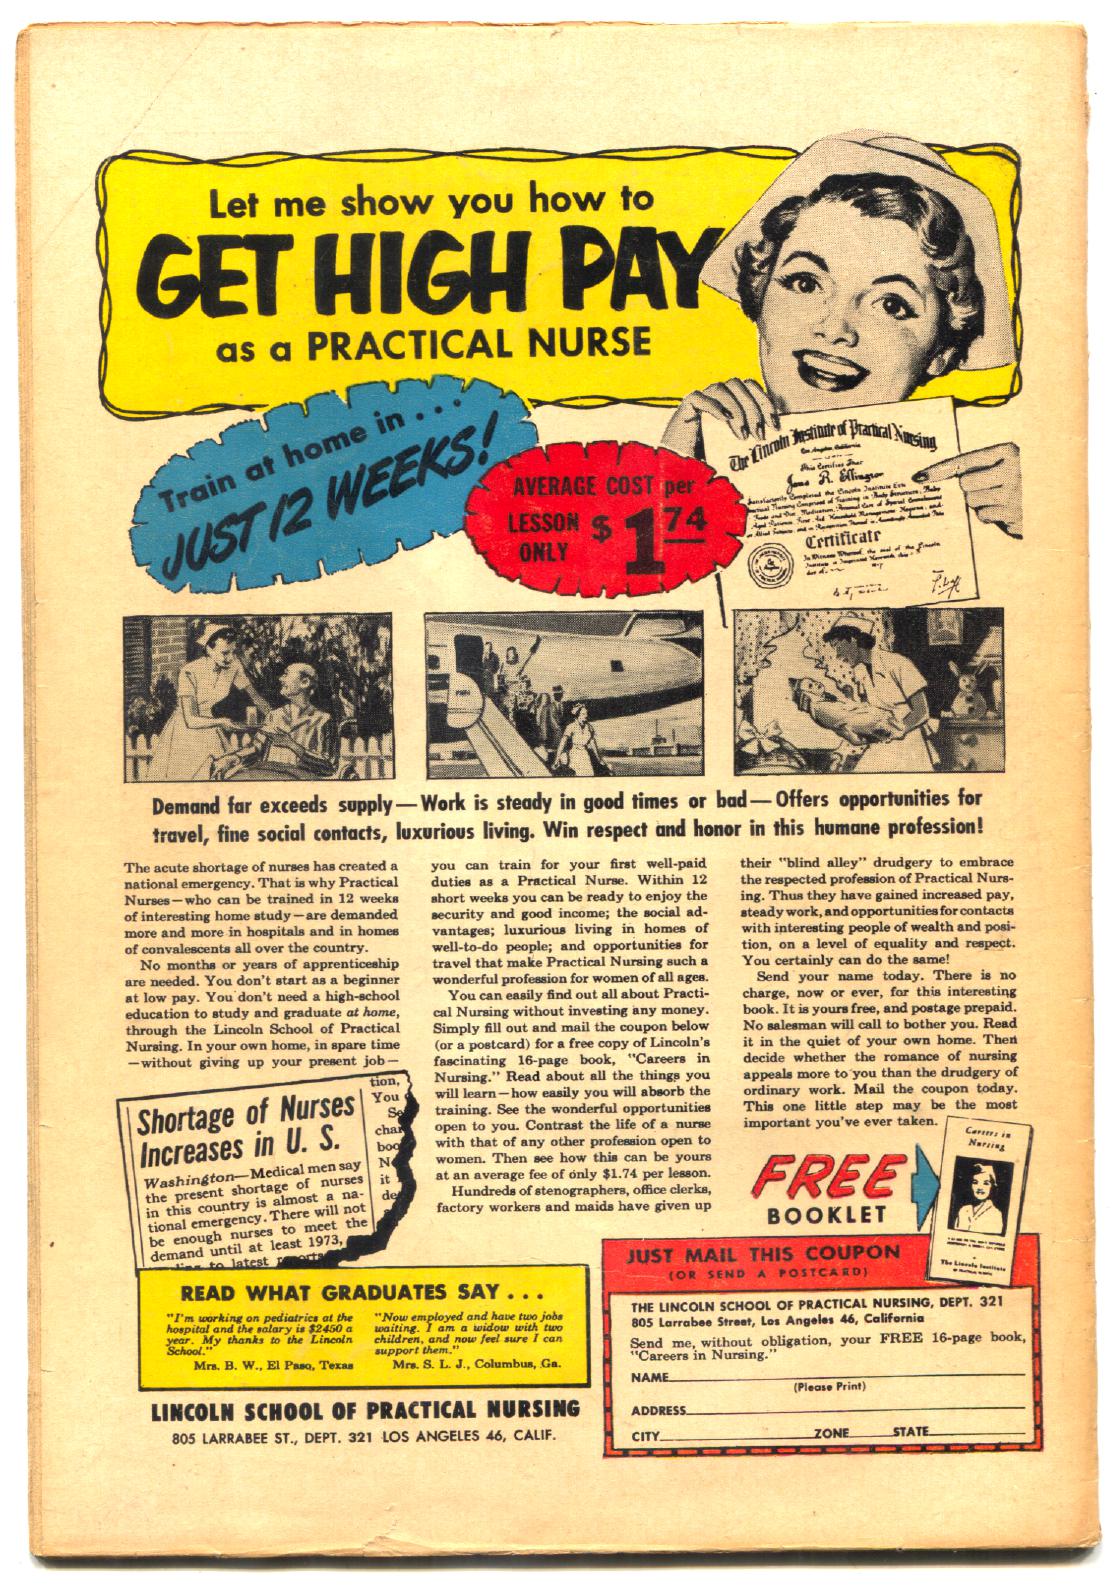 Let me show you how to
GET HIGH PAY
as a PRACTICAL NURSE
Train at home in...
JUST 12 WEEKS!
AVERAGE COST per
LESSON $1.74
ONLY
The Lincoln Institute of Practical Nursing
Los Angeles, California
This Certifies That
Jane R. Ellington
Certificate
Demand far exceeds supply—Work is steady in good times or bad—Offers opportunities for
travel, fine social contacts, luxurious living. Win respect and honor in this humane profession!
The acute shortage of nurses has created a
national emergency. That is why Practical
Nurses—who can be trained in 12 weeks
of interesting home study—are demanded
more and more in hospitals and in homes
of convalescents all over the country.
No months or years of apprenticeship
are needed. You don't start as a beginner
at low pay. You don't need a high-school
education to study and graduate at home,
through the Lincoln School of Practical
Nursing. In your own home, in spare time
—without giving up your present job—
you can train for your first well-paid
duties as a Practical Nurse. Within 12
short weeks you can be ready to enjoy the
security and good income; the social ad-
vantages; luxurious living in homes of
well-to-do people; and opportunities for
travel that make Practical Nursing such a
wonderful profession for women of all ages.
You can easily find out all about Practi-
cal Nursing without investing any money.
Simply fill out and mail the coupon below
(or a postcard) for a free copy of Lincoln's
fascinating 16-page book, "Careers in
Nursing." Read about all the things you
will learn—how easily you will absorb the
training. See the wonderful opportunities
open to you. Contrast the life of a nurse
with that of any other profession open to
women. Then see how this can be yours
at an average fee of only $1.74 per lesson.
Hundreds of stenographers, office clerks,
factory workers and maids have given up
their "blind alley" drudgery to embrace
the respected profession of Practical Nurs-
ing. Thus they have gained increased pay,
steady work, and opportunities for contacts
with interesting people of wealth and posi-
tion, on a level of equality and respect.
You certainly can do the same!
Send your name today. There is no
charge, now or ever, for this interesting
book. It is yours free, and postage prepaid.
No salesman will call to bother you. Read
it in the quiet of your own home. Then
decide whether the romance of nursing
appeals more to you than the drudgery of
ordinary work. Mail the coupon today.
This one little step may be the most
important you've ever taken.
Shortage of Nurses
Increases in U. S.
Washington—Medical men say
the present shortage of nurses
in this country is almost a na-
tional emergency. There will not
be enough nurses to meet the
demand until at least 1973,
to latest reports
tion,
You
FREE
BOOKLET
Careers in
Nursing
The Lincoln Institute
OF PRACTICAL NURSING
READ WHAT GRADUATES SAY...
"I'm working on pediatrics at the
hospital and the salary is $2450 a
year. My thanks to the Lincoln
School."
Mrs. B. W., El Paso, Texas
"Now employed and have two jobs
waiting. I am a widow with two
children, and now feel sure I can
support them."
Mrs. S. L. J., Columbus, Ga.
LINCOLN SCHOOL OF PRACTICAL NURSING
805 LARRABEE ST., DEPT. 321 LOS ANGELES 46, CALIF.
JUST MAIL THIS COUPON
(OR SEND A POSTCARD)
THE LINCOLN SCHOOL OF PRACTICAL NURSING, DEPT. 321
805 Larrabee Street, Los Angeles 46, California
Send me, without obligation, your FREE 16-page book,
"Careers in Nursing."
NAME
(Please Print)
ADDRESS
CITY ZONE STATE